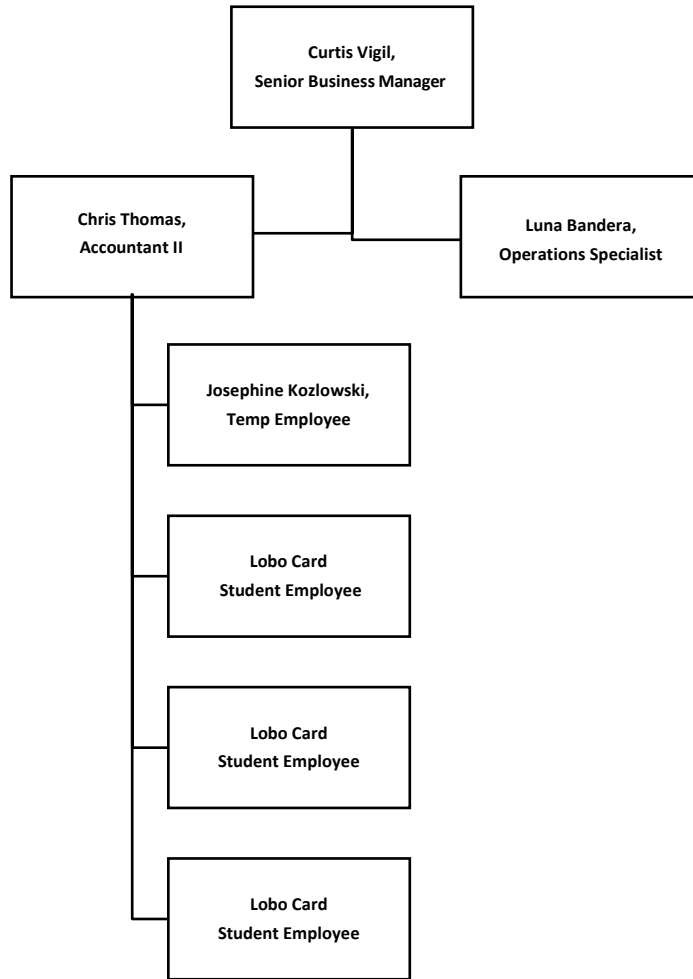 Curtis Vigil,
Senior Business Manager
Chris Thomas,
Accountant II
Luna Bandera,
Operations Specialist
Josephine Kozlowski,
Temp Employee
Lobo Card
Student Employee
Lobo Card
Student Employee
Lobo Card
Student Employee